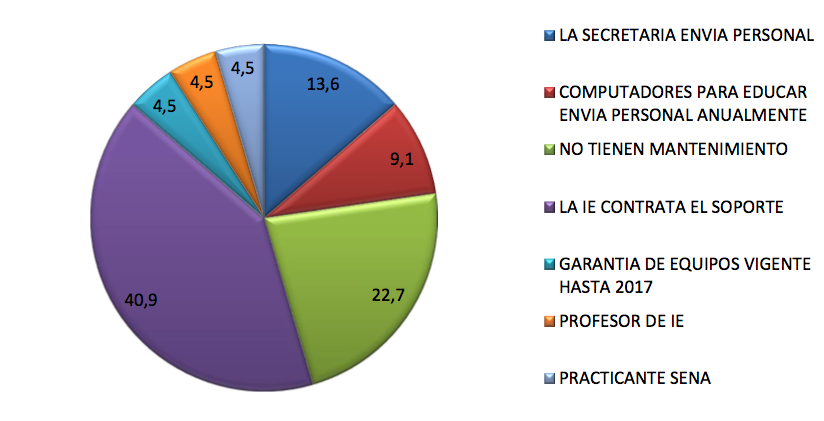 LA SECRETARIA ENVIA PERSONAL
4,5
4,5
4,5
13,6
COMPUTADORES PARA EDUCAR
ENVIA PERSONAL ANUALMENTE
NO TIENEN MANTENIMIENTO
9,1
LA IE CONTRATA EL SOPORTE
GARANTIA DE EQUIPOS VIGENTE
HASTA 2017
40,9
22,7
PROFESOR DE IE
PRACTICANTE SENA